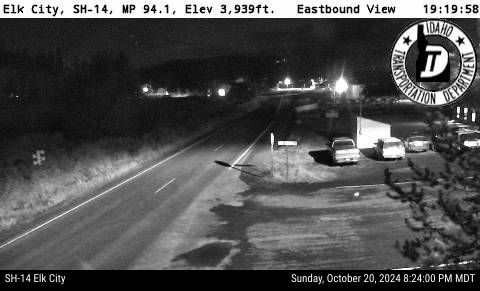 Elk City, SH-14, MP 94.1, Elev 3,939ft. Eastbound View 19:19:58
IDAHO
TRANSPORTATION DEPARTMENT
SH-14 Elk City Sunday, October 20, 2024 8:24:00 PM MDT